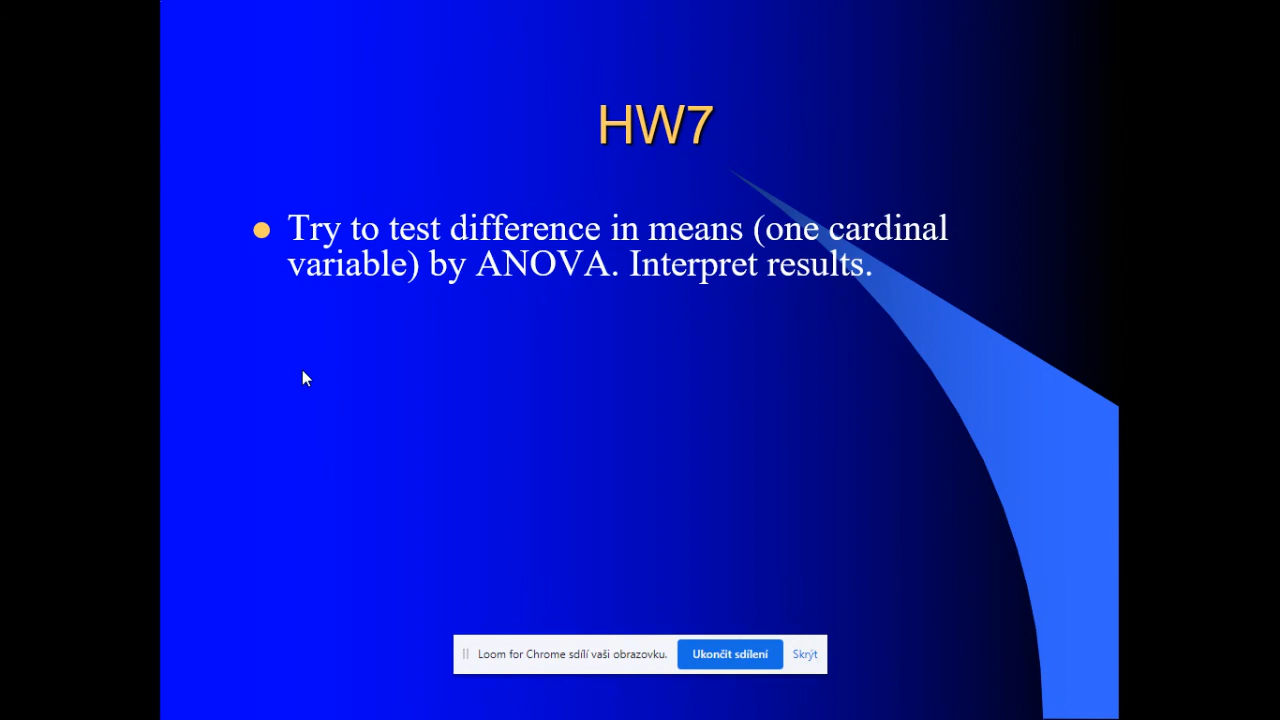 HW7
Try to test difference in means (one cardinal
variable) by ANOVA. Interpret results.
Loom for Chrome sdílí vaši obrazovku. Ukončit sdílení Skrýt